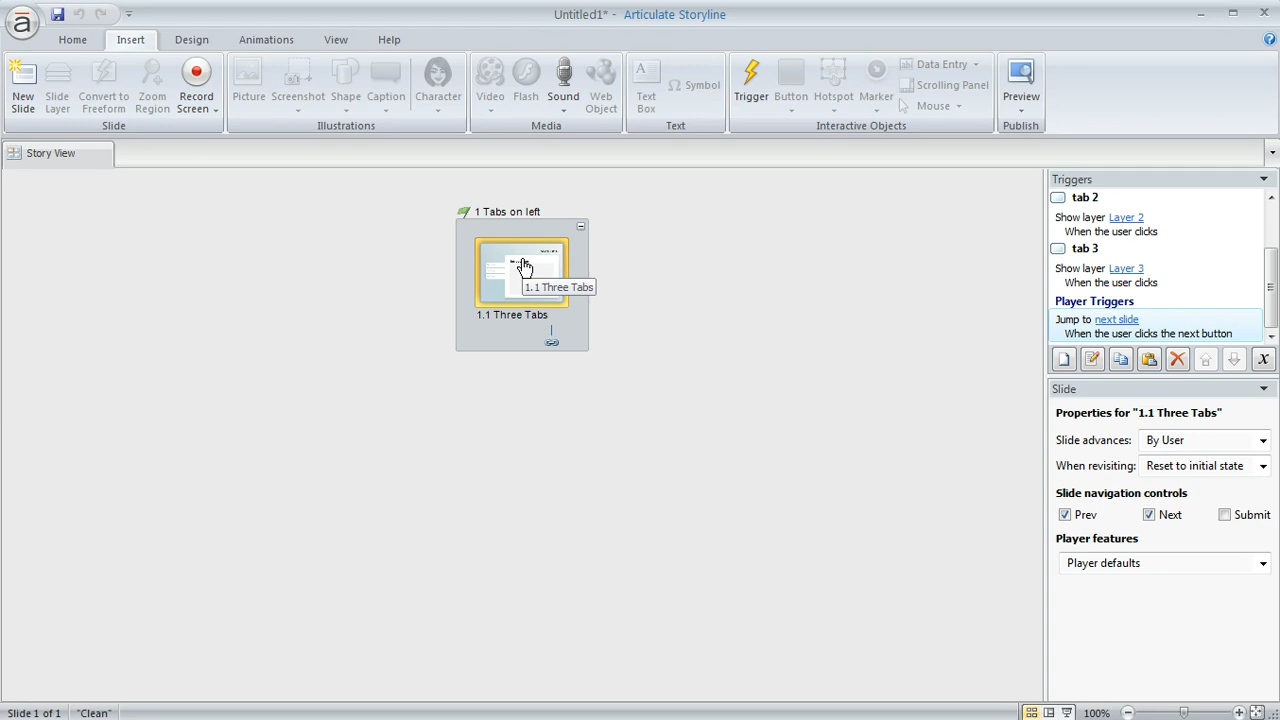 Untitled1* - Articulate Storyline
Home Insert Design Animations View Help
New Slide
Slide Layer
Convert to Freeform
Zoom Region
Record Screen
Slide
Picture
Screenshot
Shape
Caption
Character
Illustrations
Video
Flash
Sound
Web Object
Media
Text Box
Symbol
Text
Trigger
Button
Hotspot
Marker
Data Entry
Scrolling Panel
Mouse
Interactive Objects
Preview
Publish
Story View
1 Tabs on left
1.1 Three Tabs
1.1 Three Tabs
Triggers
tab 2
Show layer Layer 2
When the user clicks
tab 3
Show layer Layer 3
When the user clicks
Player Triggers
Jump to next slide
When the user clicks the next button
x
Slide
Properties for "1.1 Three Tabs"
Slide advances: By User
When revisiting: Reset to initial state
Slide navigation controls
Prev Next Submit
Player features
Player defaults
Slide 1 of 1 "Clean" 100%